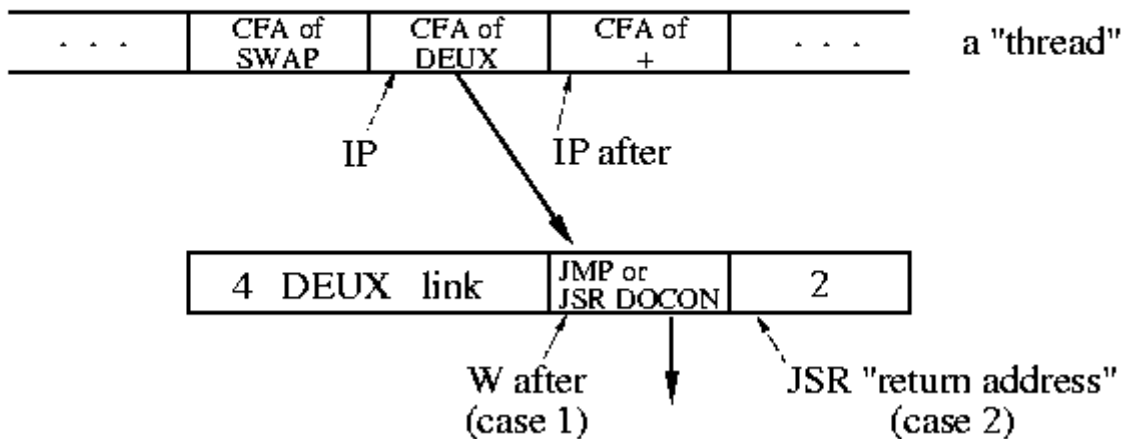 . . .
CFA of
SWAP
CFA of
DEUX
CFA of
+
. . .
a "thread"
IP
IP after
4 DEUX link
JMP or
JSR DOCON
2
W after
(case 1)
JSR "return address"
(case 2)